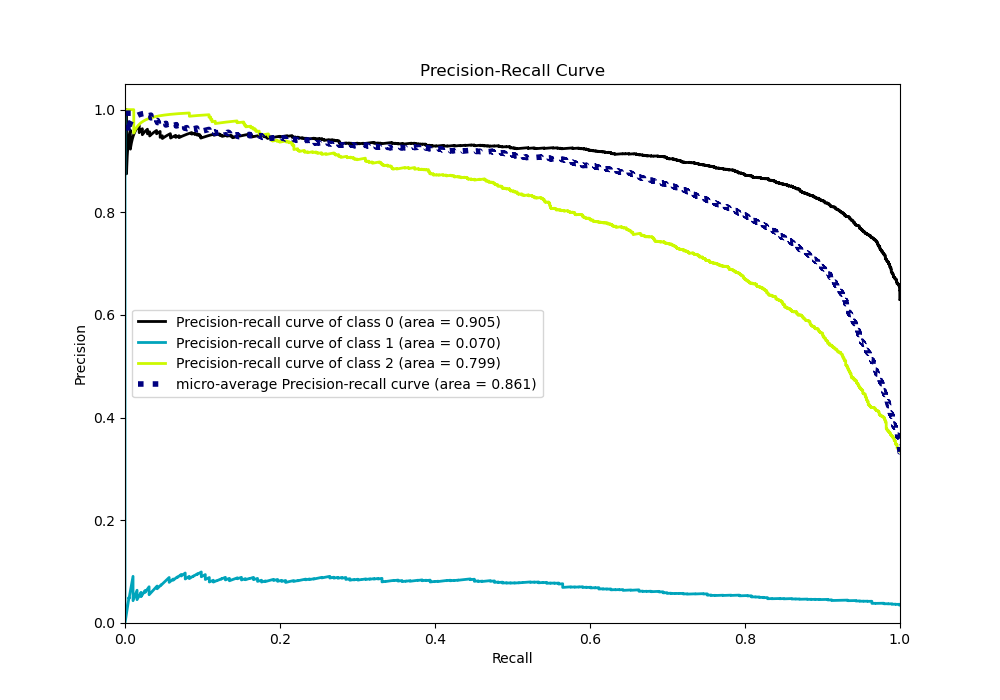 Precision-Recall Curve
1.0
0.8
0.6
0.4
0.2
0.0
Precision
Precision-recall curve of class 0 (area = 0.905)
Precision-recall curve of class 1 (area = 0.070)
Precision-recall curve of class 2 (area = 0.799)
micro-average Precision-recall curve (area = 0.861)
0.0 0.2 0.4 0.6 0.8 1.0
Recall